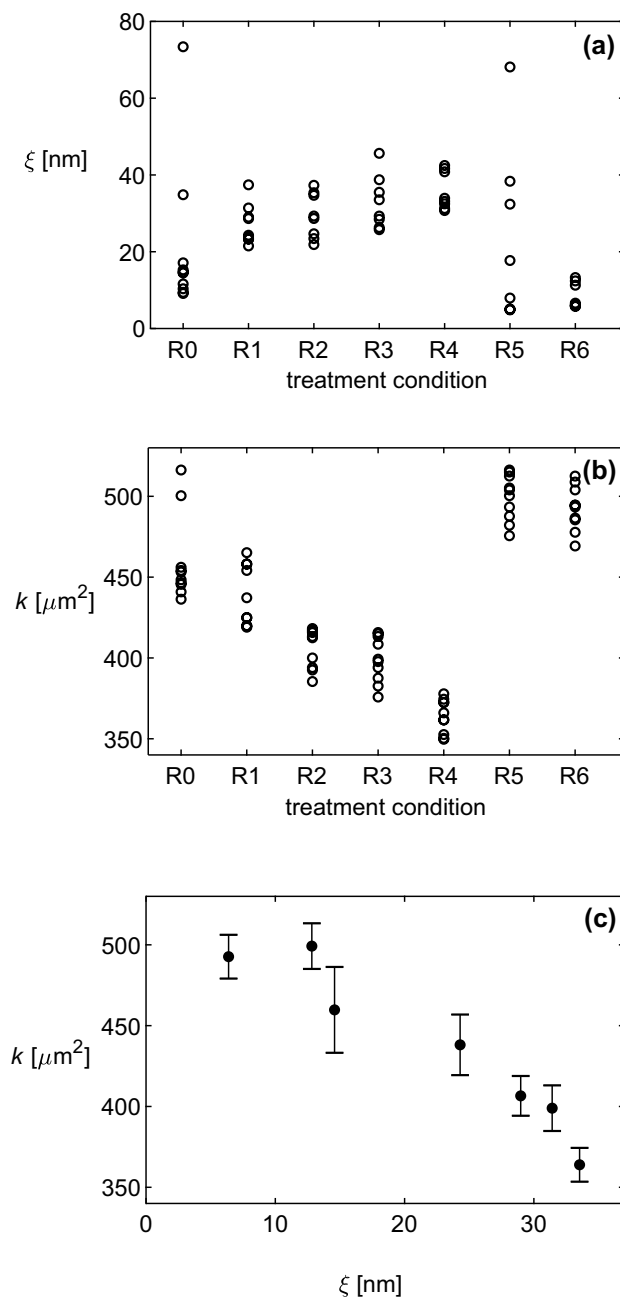 (a)
80
60
ξ [nm]
40
20
0
R0 R1 R2 R3 R4 R5 R6
treatment condition
(b)
500
450
k [μm²]
400
350
R0 R1 R2 R3 R4 R5 R6
treatment condition
(c)
500
450
k [μm²]
400
350
0 10 20 30
ξ [nm]